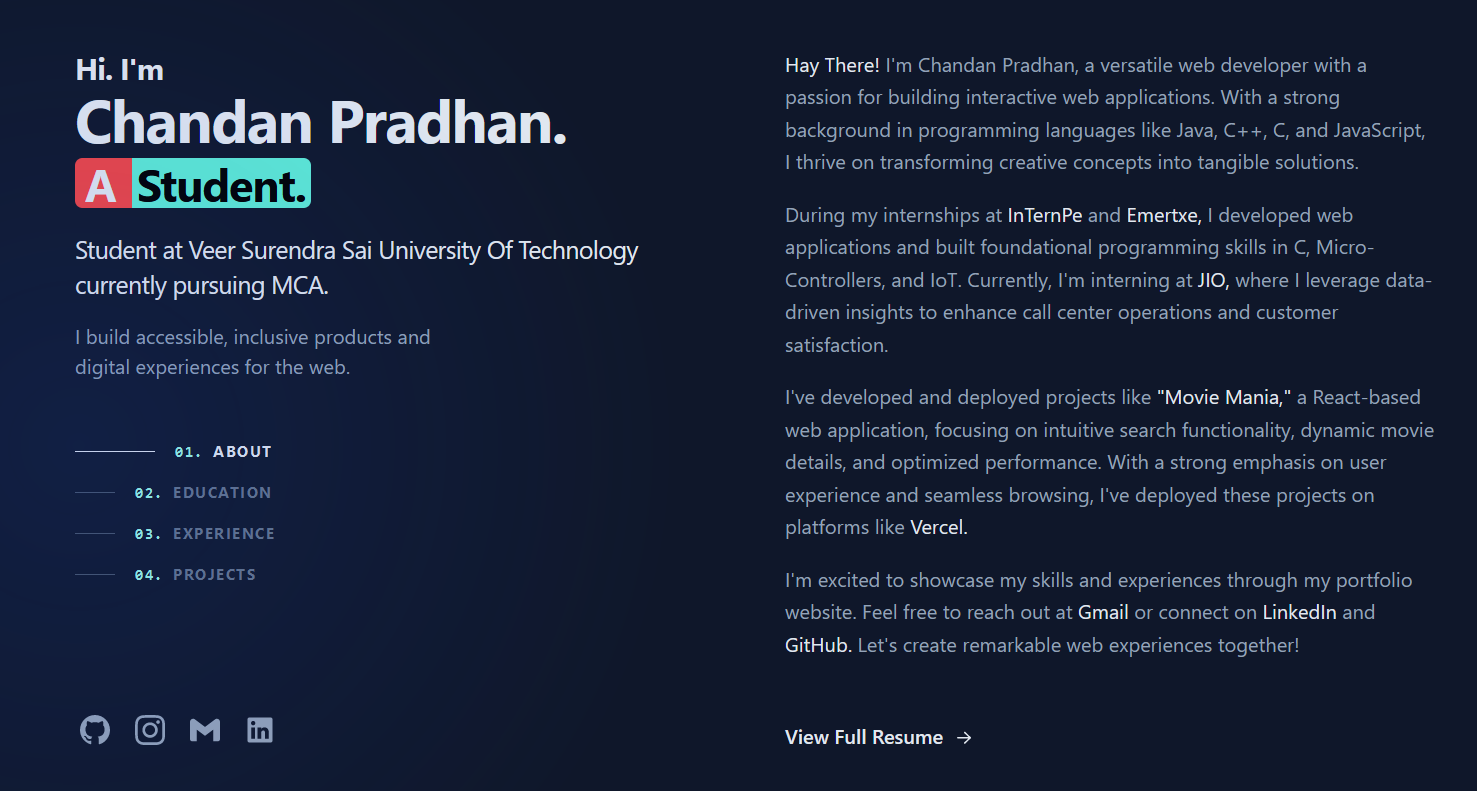 Hi. I'm
Chandan Pradhan.
A Student.
Student at Veer Surendra Sai University Of Technology
currently pursuing MCA.
I build accessible, inclusive products and
digital experiences for the web.
01. ABOUT
02. EDUCATION
03. EXPERIENCE
04. PROJECTS
Hay There! I'm Chandan Pradhan, a versatile web developer with a
passion for building interactive web applications. With a strong
background in programming languages like Java, C++, C, and JavaScript,
I thrive on transforming creative concepts into tangible solutions.
During my internships at InTernPe and Emertxe, I developed web
applications and built foundational programming skills in C, Micro-
Controllers, and IoT. Currently, I'm interning at JIO, where I leverage data-
driven insights to enhance call center operations and customer
satisfaction.
I've developed and deployed projects like "Movie Mania," a React-based
web application, focusing on intuitive search functionality, dynamic movie
details, and optimized performance. With a strong emphasis on user
experience and seamless browsing, I've deployed these projects on
platforms like Vercel.
I'm excited to showcase my skills and experiences through my portfolio
website. Feel free to reach out at Gmail or connect on LinkedIn and
GitHub. Let's create remarkable web experiences together!
View Full Resume →